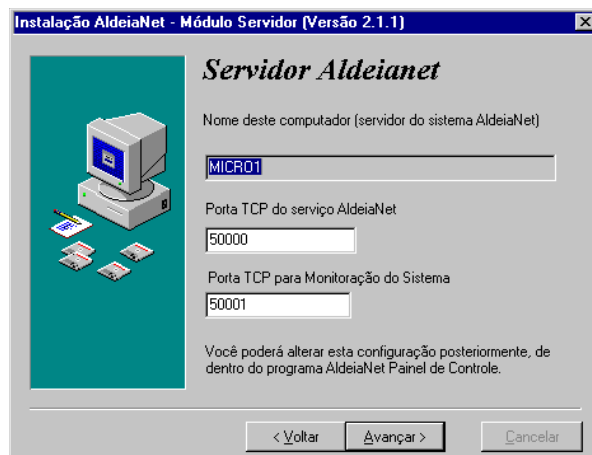 Instalação AldeiaNet - Módulo Servidor (Versão 2.1.1)
Servidor Aldeianet
Nome deste computador (servidor do sistema AldeiaNet)
MICRO1
Porta TCP do serviço AldeiaNet
50000
Porta TCP para Monitoração do Sistema
50001
Você poderá alterar esta configuração posteriormente, de
dentro do programa AldeiaNet Painel de Controle.
< Voltar
Avançar >
Cancelar